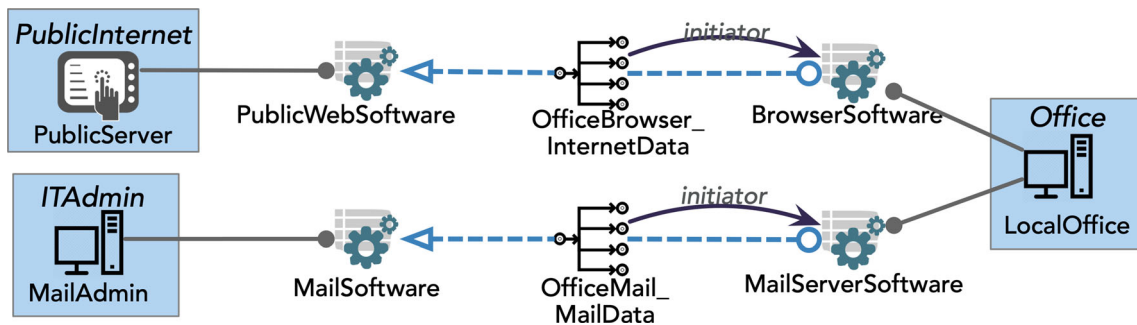 PublicInternet
PublicServer
PublicWebSoftware
OfficeBrowser_
InternetData
initiator
BrowserSoftware
Office
LocalOffice
ITAdmin
MailAdmin
MailSoftware
OfficeMail_
MailData
initiator
MailServerSoftware